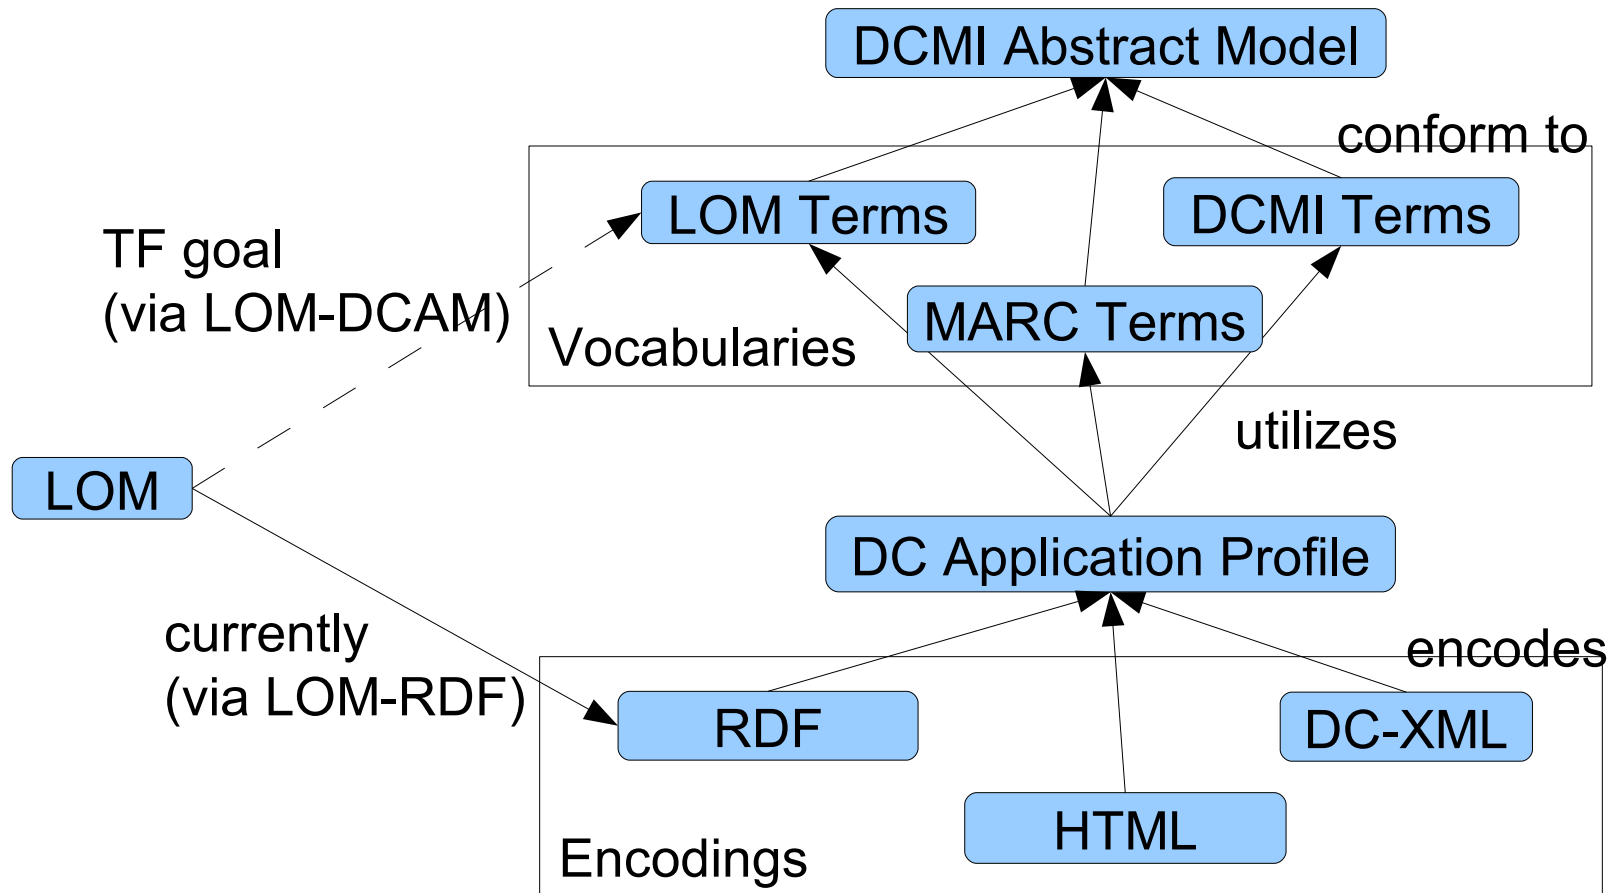 DCMI Abstract Model
conform to
LOM Terms
DCMI Terms
TF goal
(via LOM-DCAM)
MARC Terms
Vocabularies
utilizes
LOM
DC Application Profile
currently
(via LOM-RDF)
encodes
RDF
DC-XML
HTML
Encodings